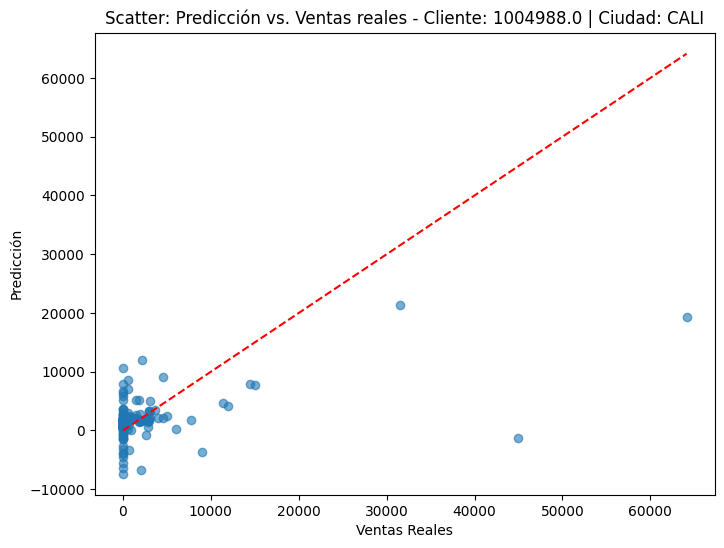 Scatter: Predicción vs. Ventas reales - Cliente: 1004988.0 | Ciudad: CALI
60000
50000
40000
30000
20000
10000
0
−10000
Predicción
0 10000 20000 30000 40000 50000 60000
Ventas Reales